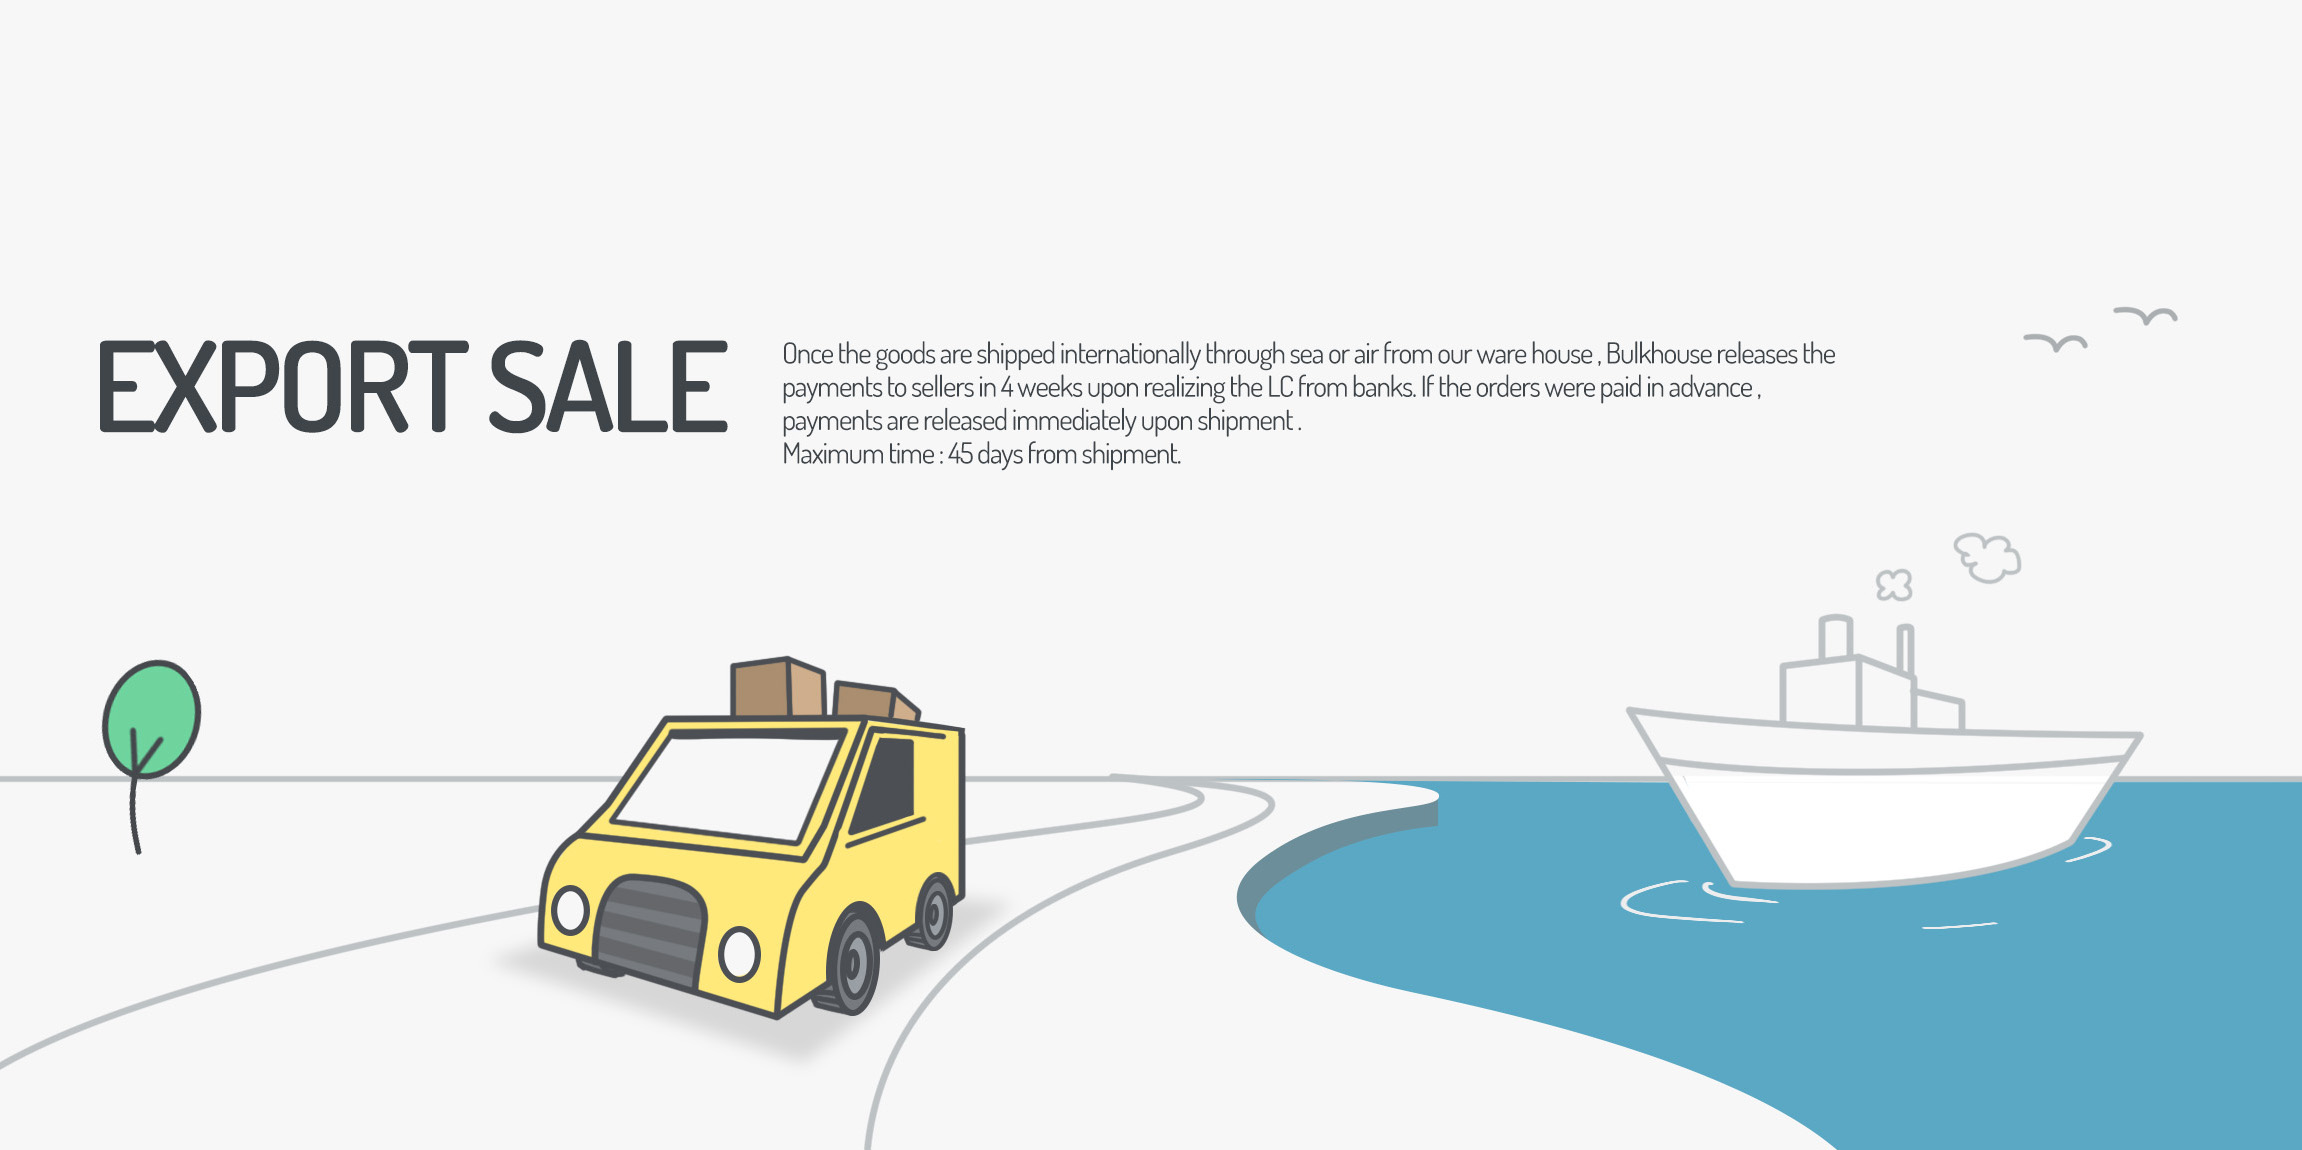 EXPORT SALE
Once the goods are shipped internationally through sea or air from our ware house , Bulkhouse releases the
payments to sellers in 4 weeks upon realizing the LC from banks. If the orders were paid in advance ,
payments are released immediately upon shipment .
Maximum time : 45 days from shipment.